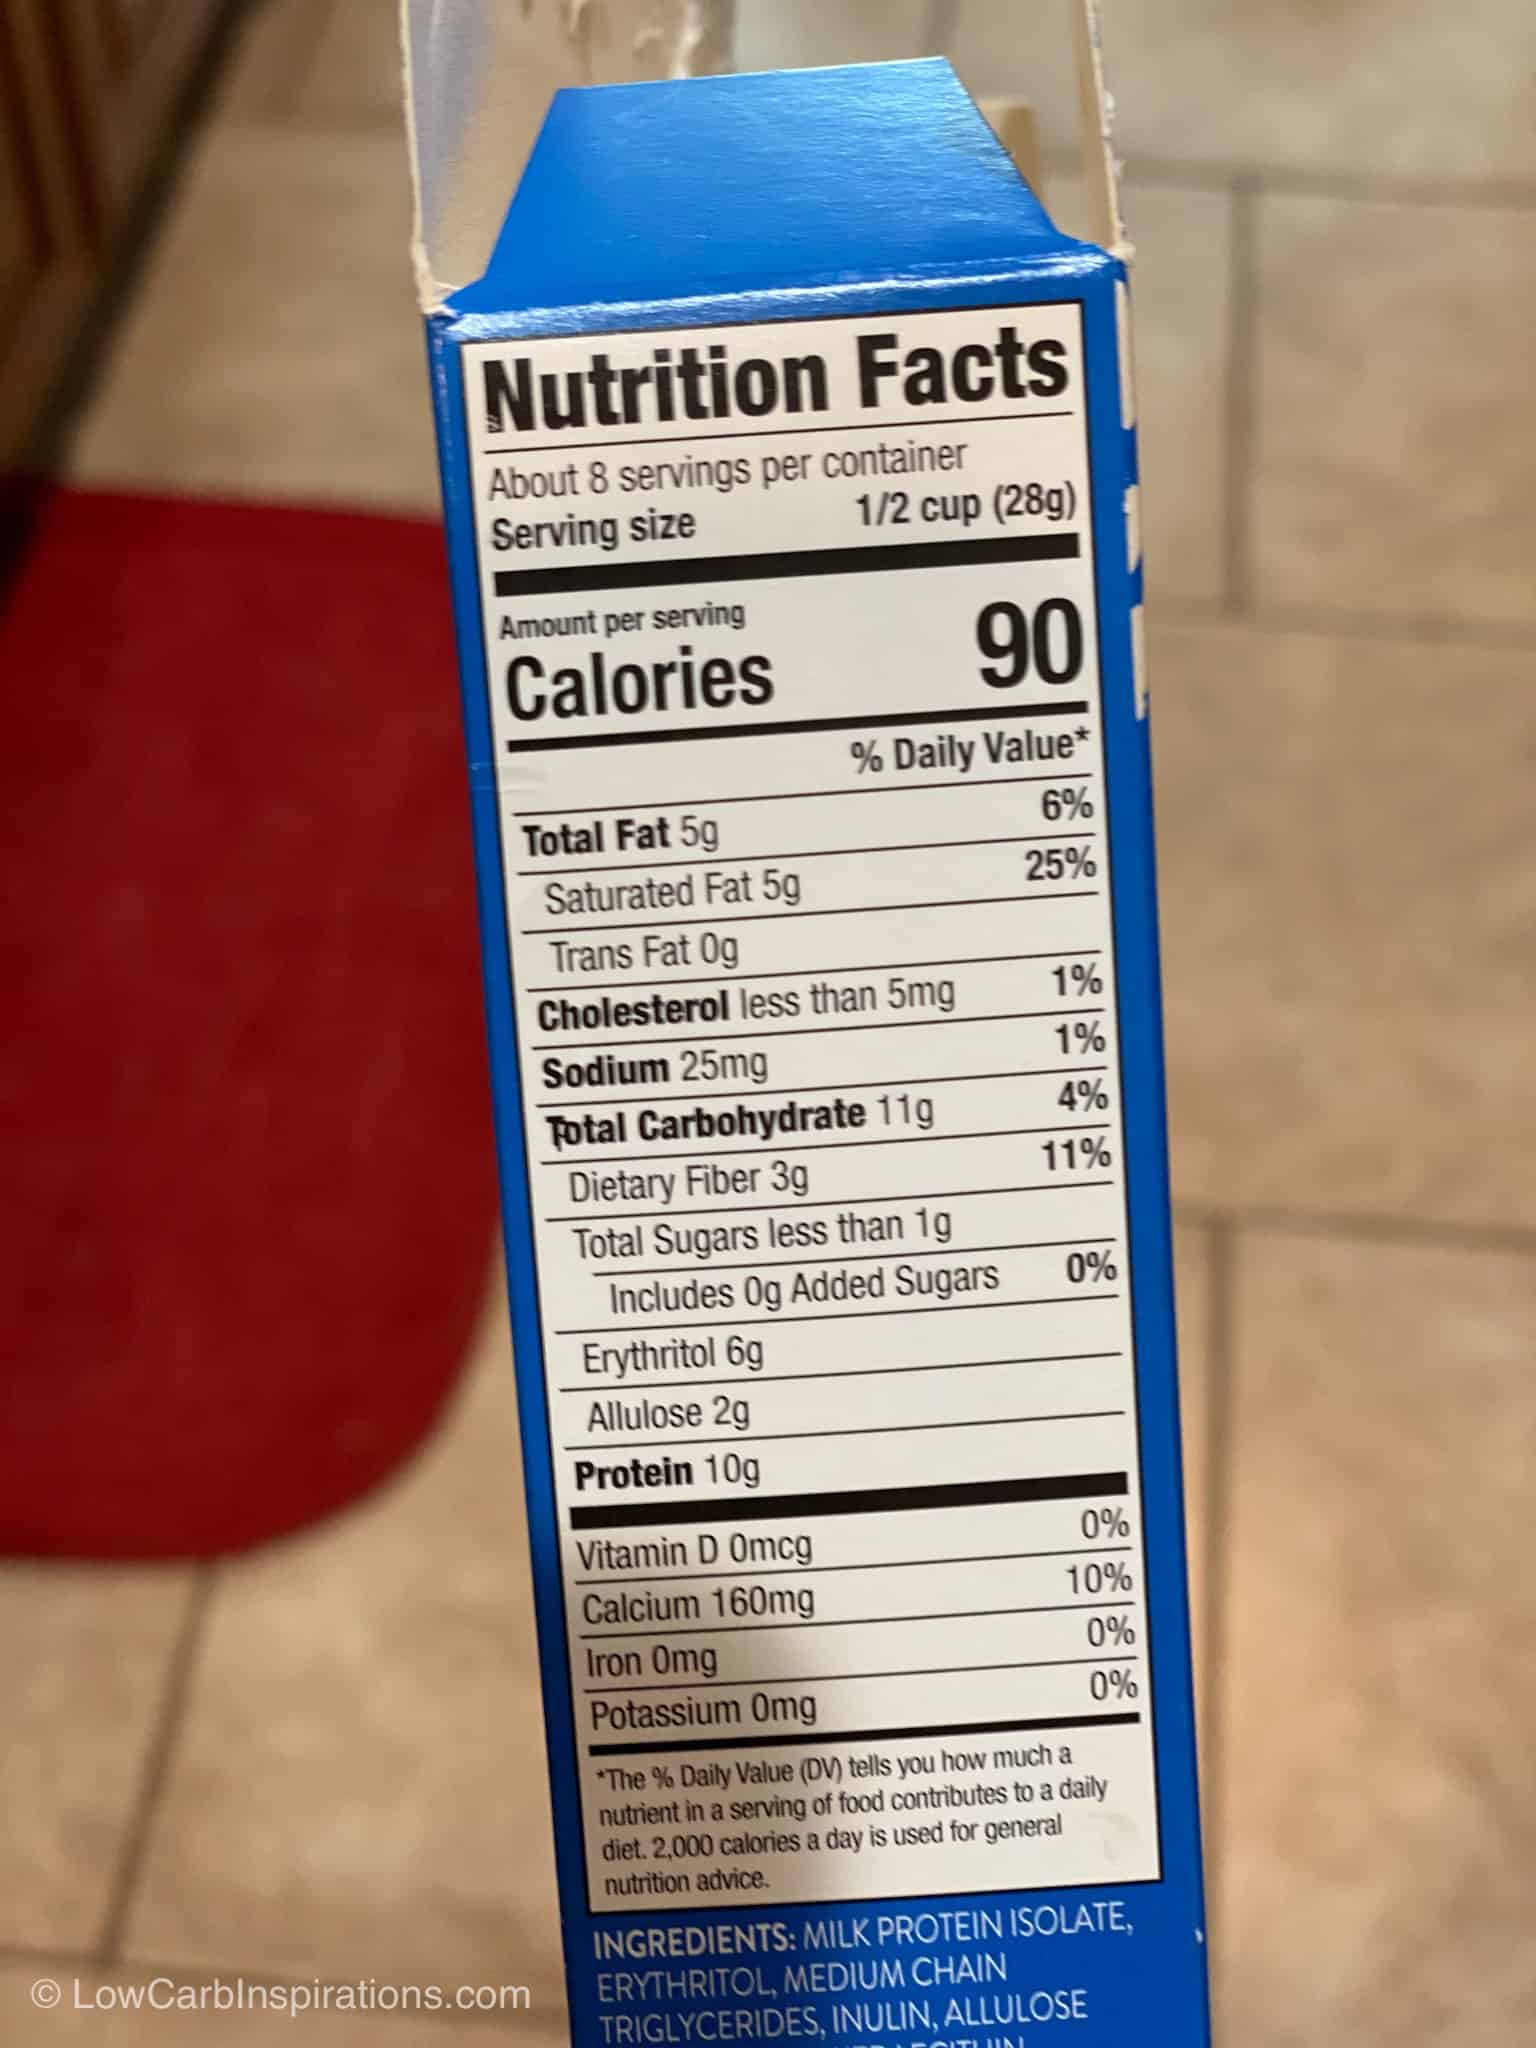 Nutrition Facts
About 8 servings per container
Serving size 1/2 cup (28g)
Amount per serving
Calories 90
% Daily Value*
Total Fat 5g 6%
Saturated Fat 5g 25%
Trans Fat 0g
Cholesterol less than 5mg 1%
Sodium 25mg 1%
Total Carbohydrate 11g 4%
Dietary Fiber 3g 11%
Total Sugars less than 1g
Includes 0g Added Sugars 0%
Erythritol 6g
Allulose 2g
Protein 10g
Vitamin D 0mcg 0%
Calcium 160mg 10%
Iron 0mg 0%
Potassium 0mg 0%
*The % Daily Value (DV) tells you how much a
nutrient in a serving of food contributes to a daily
diet. 2,000 calories a day is used for general
nutrition advice.
INGREDIENTS: MILK PROTEIN ISOLATE,
ERYTHRITOL, MEDIUM CHAIN
TRIGLYCERIDES, INULIN, ALLULOSE
© LowCarbInspirations.com